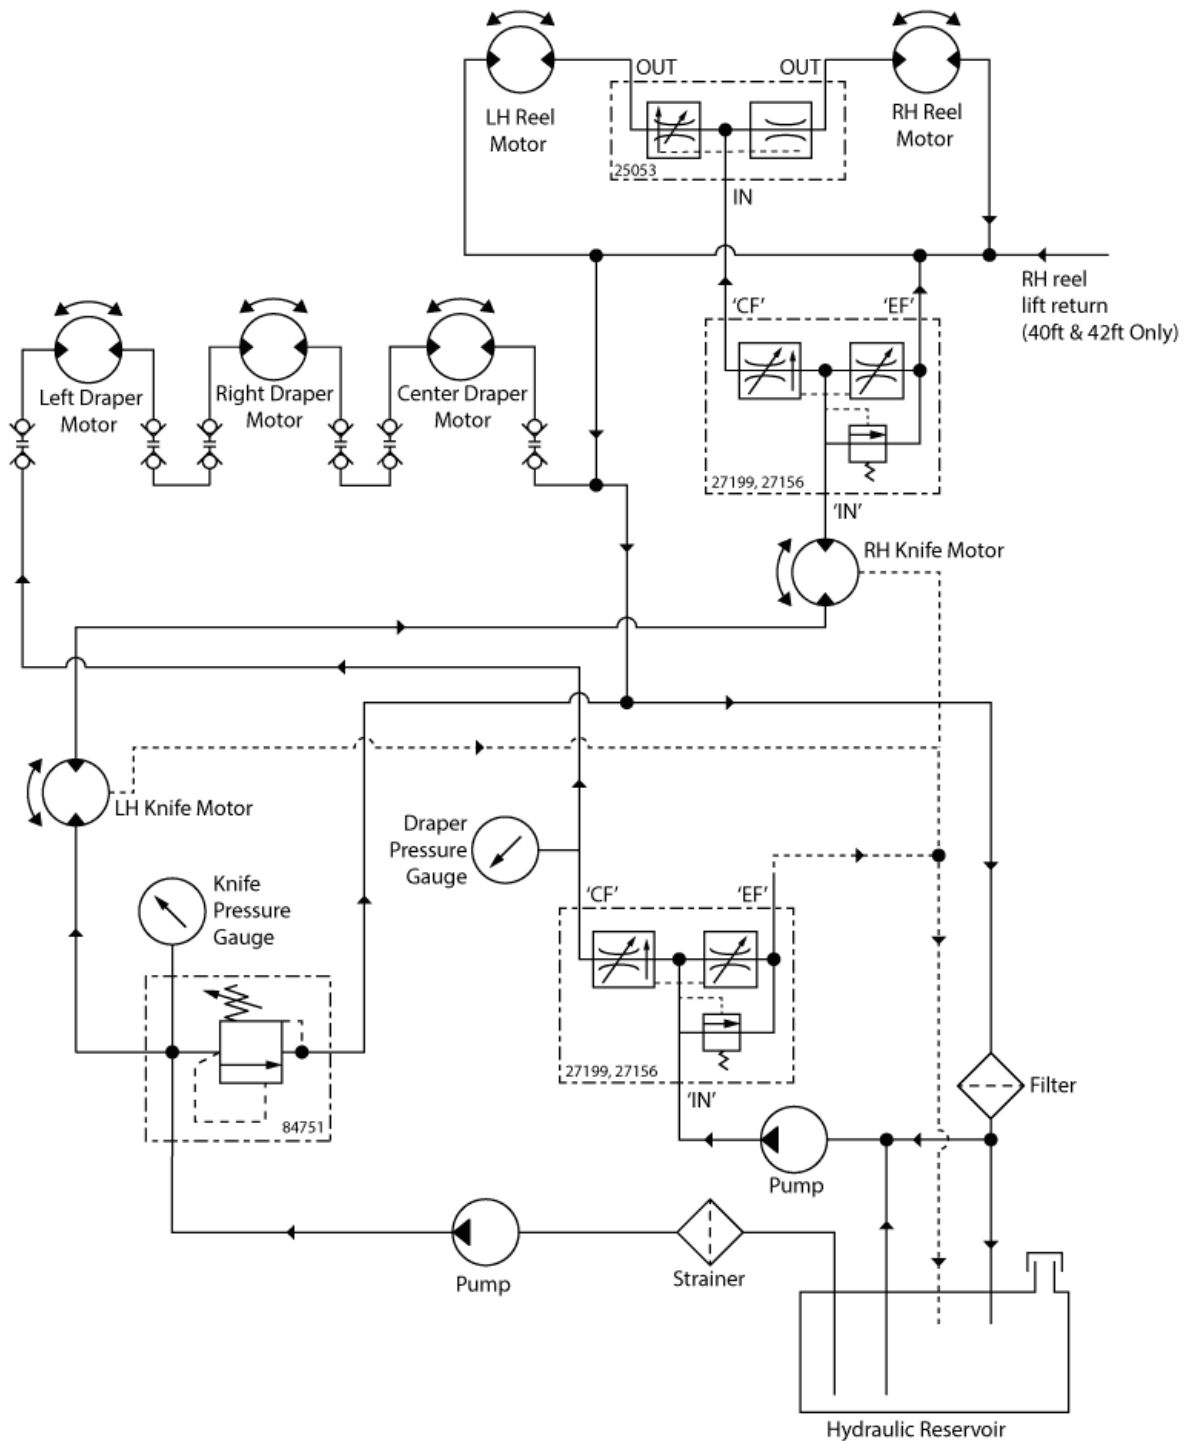 OUT
OUT
LH Reel
Motor
RH Reel
Motor
25053
IN
RH reel
lift return
(40ft & 42ft Only)
'CF'
'EF'
Left Draper
Motor
Right Draper
Motor
Center Draper
Motor
27199, 27156
'IN'
RH Knife Motor
LH Knife Motor
Draper
Pressure
Gauge
Knife
Pressure
Gauge
'CF'
'EF'
27199, 27156
'IN'
84751
Filter
Pump
Pump
Strainer
Hydraulic Reservoir